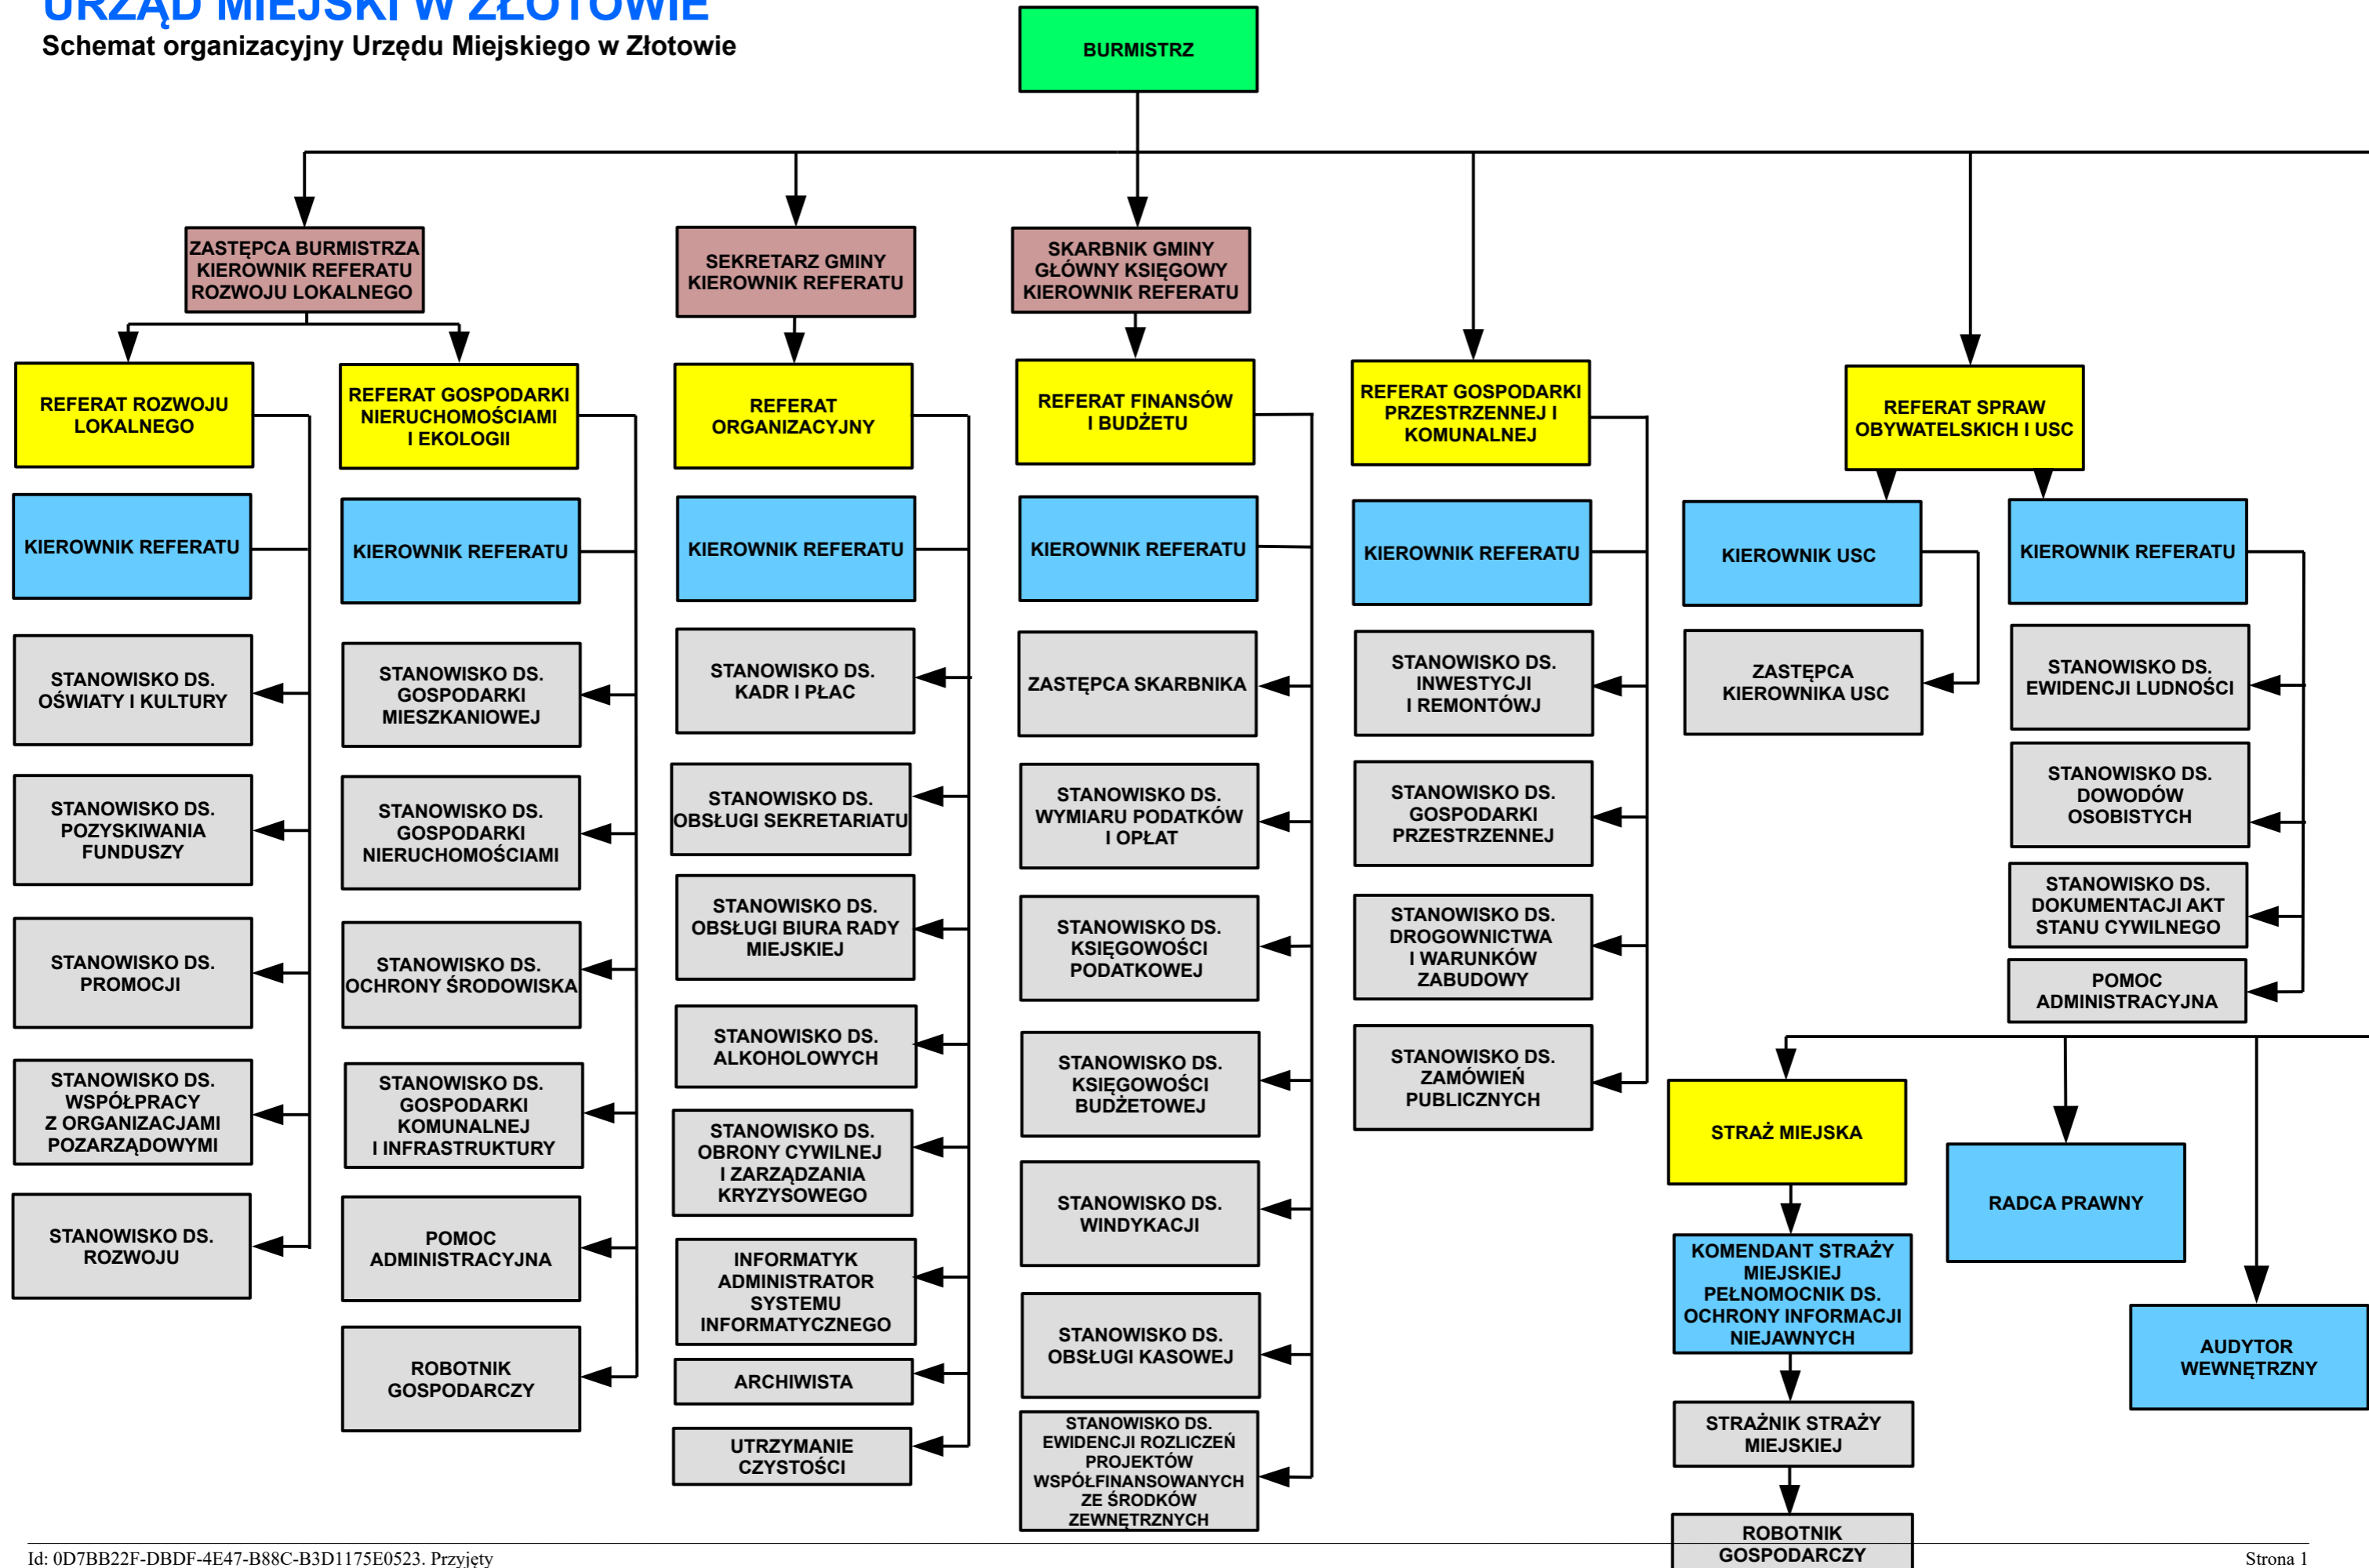 URZĄD MIEJSKI W ZŁOTOWIE
Schemat organizacyjny Urzędu Miejskiego w Złotowie
BURMISTRZ
ZASTĘPCA BURMISTRZA
KIEROWNIK REFERATU
ROZWOJU LOKALNEGO
SEKRETARZ GMINY
KIEROWNIK REFERATU
SKARBNIK GMINY
GŁÓWNY KSIĘGOWY
KIEROWNIK REFERATU
REFERAT ROZWOJU
LOKALNEGO
REFERAT GOSPODARKI
NIERUCHOMOŚCIAMI
I EKOLOGII
REFERAT
ORGANIZACYJNY
REFERAT FINANSÓW
I BUDŻETU
REFERAT GOSPODARKI
PRZESTRZENNEJ I
KOMUNALNEJ
REFERAT SPRAW
OBYWATELSKICH I USC
KIEROWNIK REFERATU
KIEROWNIK REFERATU
KIEROWNIK REFERATU
KIEROWNIK REFERATU
KIEROWNIK REFERATU
KIEROWNIK USC
KIEROWNIK REFERATU
STANOWISKO DS.
OŚWIATY I KULTURY
STANOWISKO DS.
POZYSKIWANIA
FUNDUSZY
STANOWISKO DS.
PROMOCJI
STANOWISKO DS.
WSPÓŁPRACY
Z ORGANIZACJAMI
POZARZĄDOWYMI
STANOWISKO DS.
ROZWOJU
STANOWISKO DS.
GOSPODARKI
MIESZKANIOWEJ
STANOWISKO DS.
GOSPODARKI
NIERUCHOMOŚCIAMI
STANOWISKO DS.
OCHRONY ŚRODOWISKA
STANOWISKO DS.
GOSPODARKI
KOMUNALNEJ
I INFRASTRUKTURY
POMOC
ADMINISTRACYJNA
ROBOTNIK
GOSPODARCZY
STANOWISKO DS.
KADR I PŁAC
STANOWISKO DS.
OBSŁUGI SEKRETARIATU
STANOWISKO DS.
OBSŁUGI BIURA RADY
MIEJSKIEJ
STANOWISKO DS.
ALKOHOLOWYCH
STANOWISKO DS.
OBRONY CYWILNEJ
I ZARZĄDZANIA
KRYZYSOWEGO
INFORMATYK
ADMINISTRATOR
SYSTEMU
INFORMATYCZNEGO
ARCHIWISTA
UTRZYMANIE
CZYSTOŚCI
ZASTĘPCA SKARBNIKA
STANOWISKO DS.
WYMIARU PODATKÓW
I OPŁAT
STANOWISKO DS.
KSIĘGOWOŚCI
PODATKOWEJ
STANOWISKO DS.
KSIĘGOWOŚCI
BUDŻETOWEJ
STANOWISKO DS.
WINDYKACJI
STANOWISKO DS.
OBSŁUGI KASOWEJ
STANOWISKO DS.
EWIDENCJI ROZLICZEŃ
PROJEKTÓW
WSPÓŁFINANSOWANYCH
ZE ŚRODKÓW
ZEWNĘTRZNYCH
STANOWISKO DS.
INWESTYCJI
I REMONTÓWJ
STANOWISKO DS.
GOSPODARKI
PRZESTRZENNEJ
STANOWISKO DS.
DROGOWNICTWA
I WARUNKÓW
ZABUDOWY
STANOWISKO DS.
ZAMÓWIEŃ
PUBLICZNYCH
ZASTĘPCA
KIEROWNIKA USC
STANOWISKO DS.
EWIDENCJI LUDNOŚCI
STANOWISKO DS.
DOWODÓW
OSOBISTYCH
STANOWISKO DS.
DOKUMENTACJI AKT
STANU CYWILNEGO
POMOC
ADMINISTRACYJNA
STRAŻ MIEJSKA
KOMENDANT STRAŻY
MIEJSKIEJ
PEŁNOMOCNIK DS.
OCHRONY INFORMACJI
NIEJAWNYCH
STRAŻNIK STRAŻY
MIEJSKIEJ
ROBOTNIK
GOSPODARCZY
RADCA PRAWNY
AUDYTOR
WEWNĘTRZNY
Id: 0D7BB22F-DBDF-4E47-B88C-B3D1175E0523. Przyjęty
Strona 1